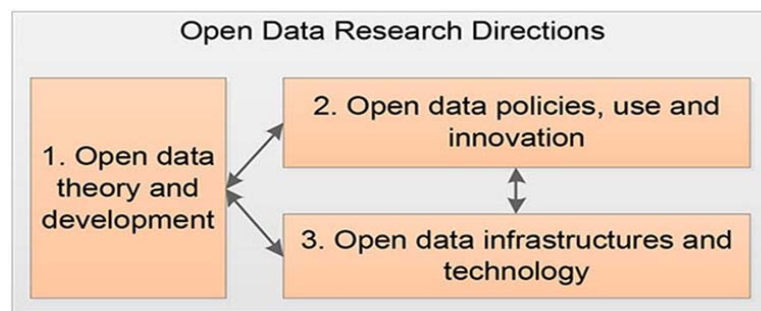 Open Data Research Directions
1. Open data
theory and
development
2. Open data policies, use and
innovation
3. Open data infrastructures and
technology